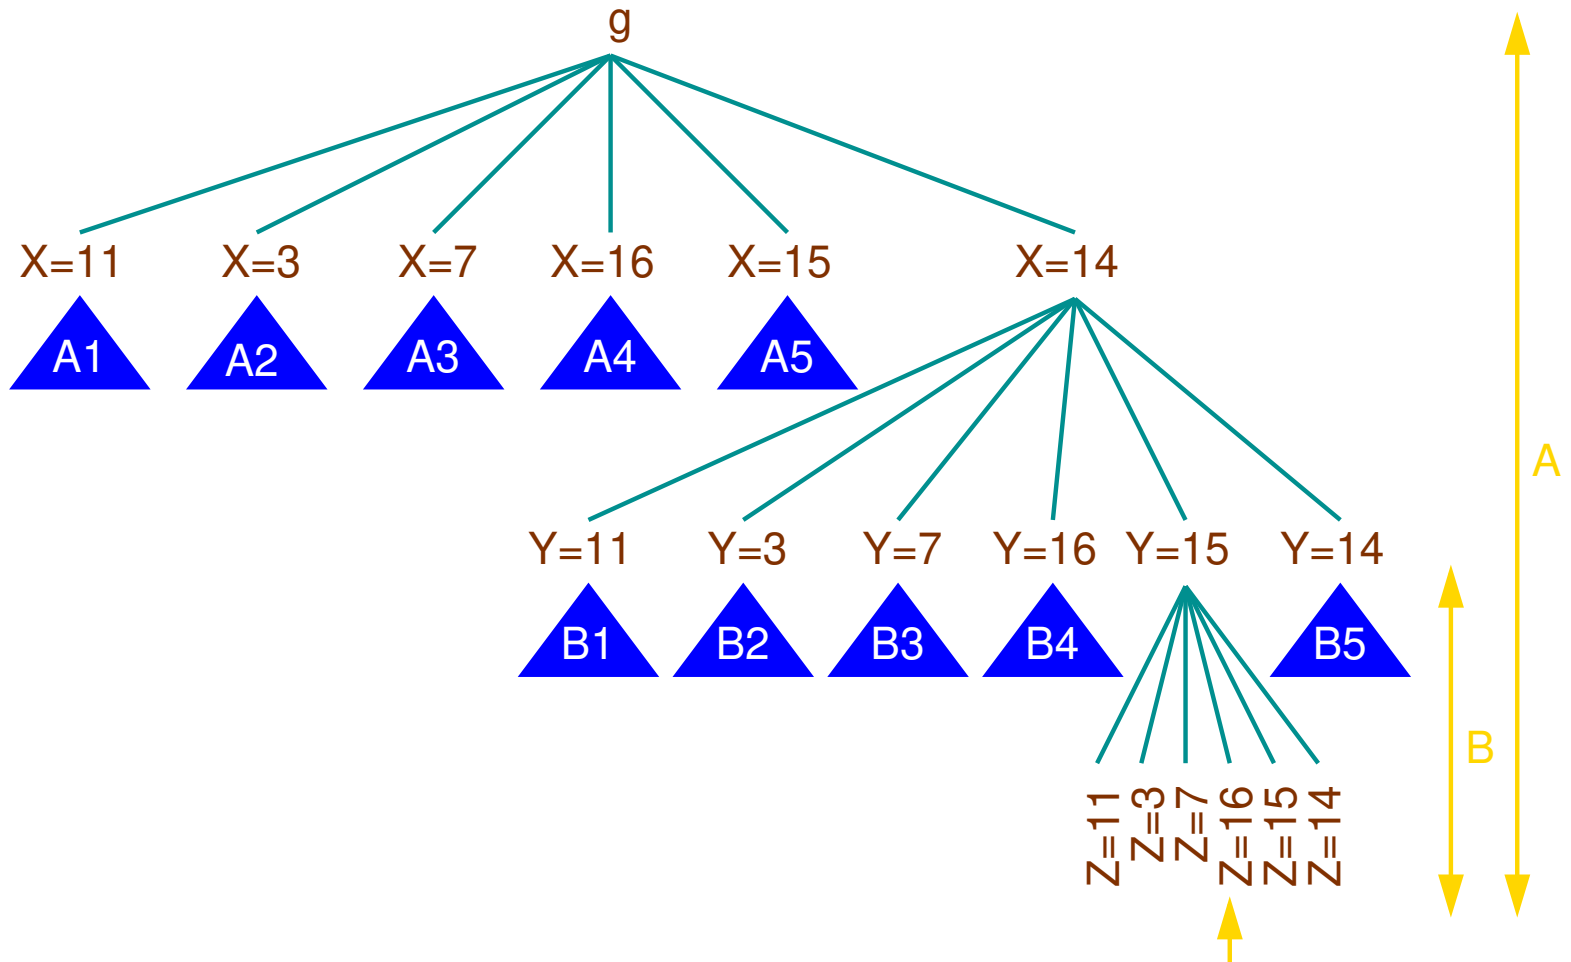 g
X=11 X=3 X=7 X=16 X=15 X=14
A1 A2 A3 A4 A5
A
Y=11 Y=3 Y=7 Y=16 Y=15 Y=14
B1 B2 B3 B4 B5
B
Z=11 Z=3 Z=7 Z=16 Z=15 Z=14